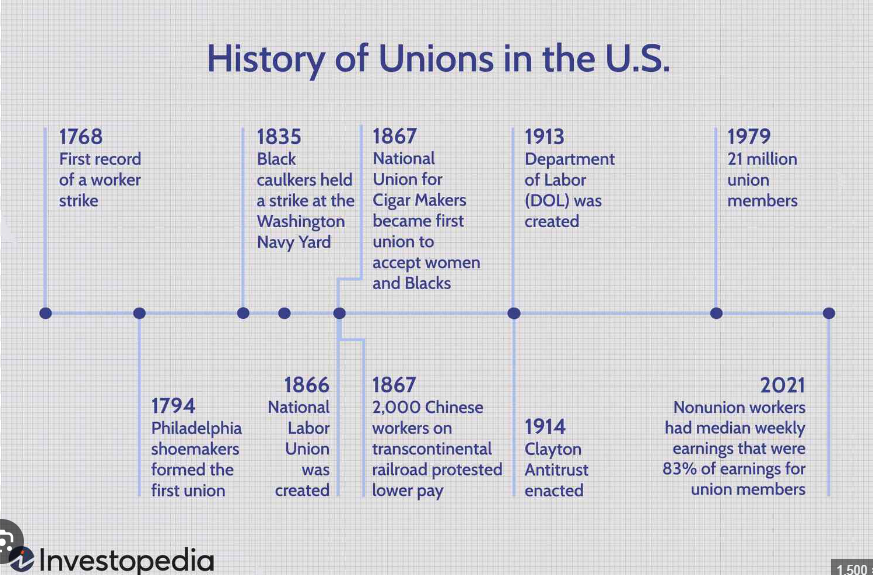 History of Unions in the U.S.
1768
First record
of a worker
strike
1835
Black
caulkers held
a strike at the
Washington
Navy Yard
1867
National
Union for
Cigar Makers
became first
union to
accept women
and Blacks
1913
Department
of Labor
(DOL) was
created
1979
21 million
union
members
1794
Philadelphia
shoemakers
formed the
first union
1866
National
Labor
Union
was
created
1867
2,000 Chinese
workers on
transcontinental
railroad protested
lower pay
1914
Clayton
Antitrust
enacted
2021
Nonunion workers
had median weekly
earnings that were
83% of earnings for
union members
Investopedia
1,500